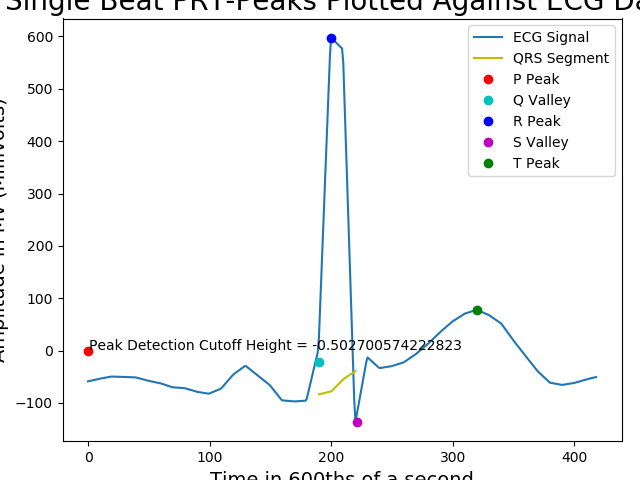 Single Beat PRT-Peaks Plotted Against ECG Da
600
500
400
300
200
100
0
−100
Amplitude in MV (Millivolts)
ECG Signal
QRS Segment
P Peak
Q Valley
R Peak
S Valley
T Peak
Peak Detection Cutoff Height = -0.502700574222823
0 100 200 300 400
Time in 600ths of a second